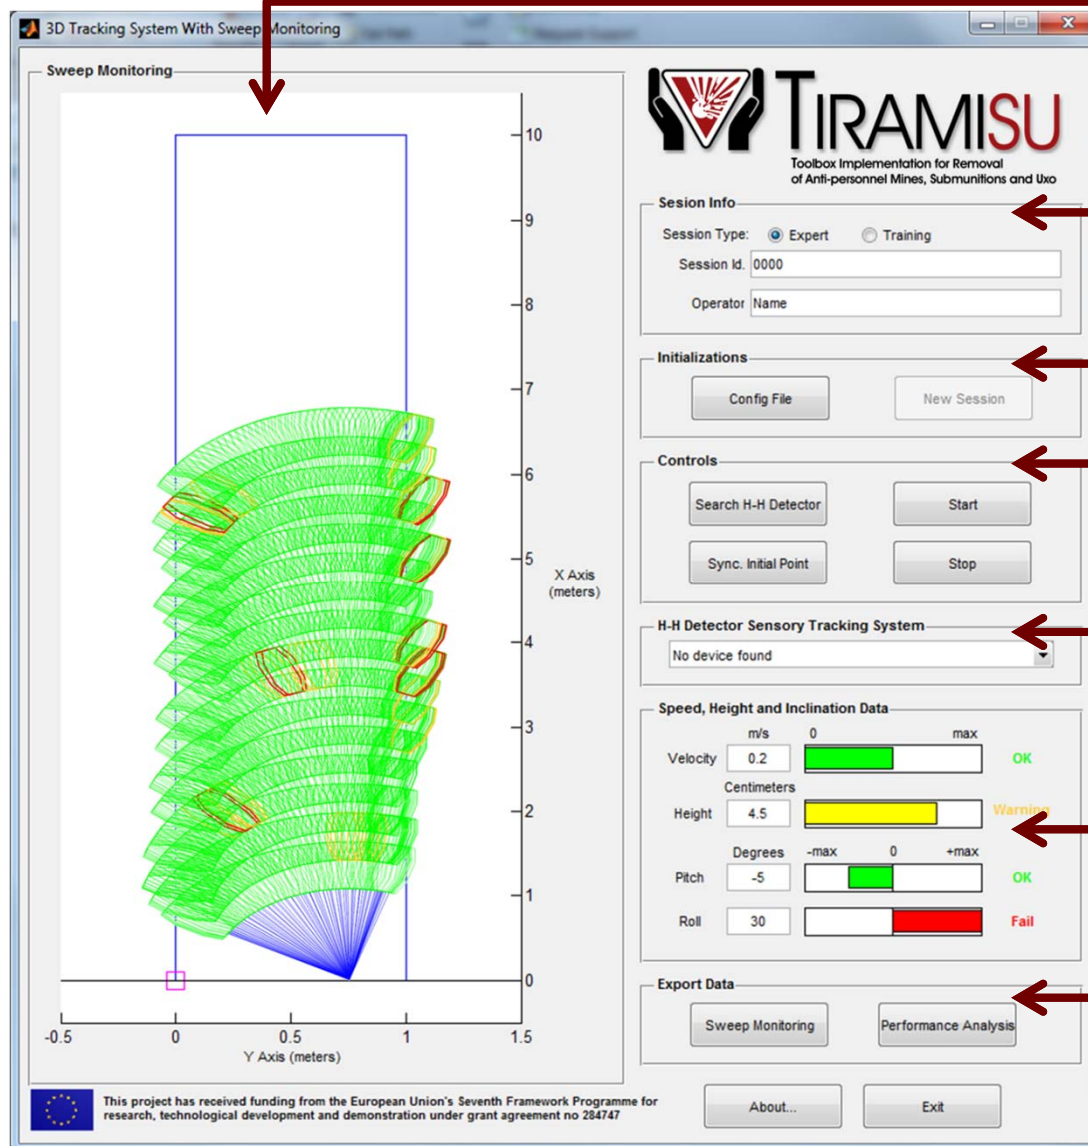 3D Tracking System With Sweep Monitoring
Sweep Monitoring
10
9
8
7
6
5
4
3
2
1
0
X Axis
(meters)
-0.5
0
0.5
1
1.5
Y Axis (meters)
TIRAMISU
Toolbox Implementation for Removal
of Anti-personnel Mines, Submunitions and Uxo
Sesion Info
Session Type: Expert Training
Session Id. 0000
Operator Name
Initializations
Config File New Session
Controls
Search H-H Detector Start
Sync. Initial Point Stop
H-H Detector Sensory Tracking System
No device found
Speed, Height and Inclination Data
m/s 0 max
Velocity 0.2 OK
Centimeters
Height 4.5 Warning
Degrees -max 0 +max
Pitch -5 OK
Roll 30 Fail
Export Data
Sweep Monitoring Performance Analysis
This project has received funding from the European Union's Seventh Framework Programme for
research, technological development and demonstration under grant agreement no 284747
About... Exit